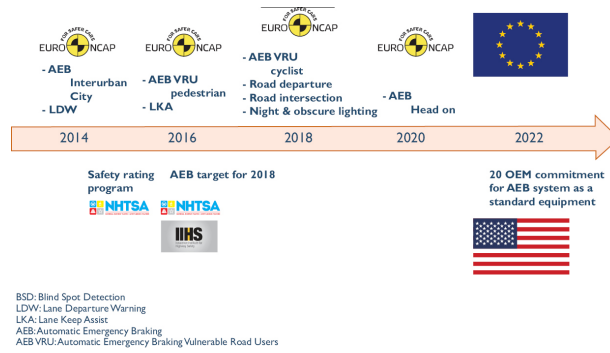 FOR SAFER CARS
EURO NCAP
FOR SAFER CARS
EURO NCAP
FOR SAFER CARS
EURO NCAP
FOR SAFER CARS
EURO NCAP
- AEB
Interurban
City
- LDW
- AEB VRU
pedestrian
- LKA
- AEB VRU
cyclist
- Road departure
- Road intersection
- Night & obscure lighting
- AEB
Head on
2014
2016
2018
2020
2022
Safety rating
program
NHTSA
AEB target for 2018
NHTSA
IIHS
20 OEM commitment
for AEB system as a
standard equipment
BSD: Blind Spot Detection
LDW: Lane Departure Warning
LKA: Lane Keep Assist
AEB: Automatic Emergency Braking
AEB VRU: Automatic Emergency Braking Vulnerable Road Users